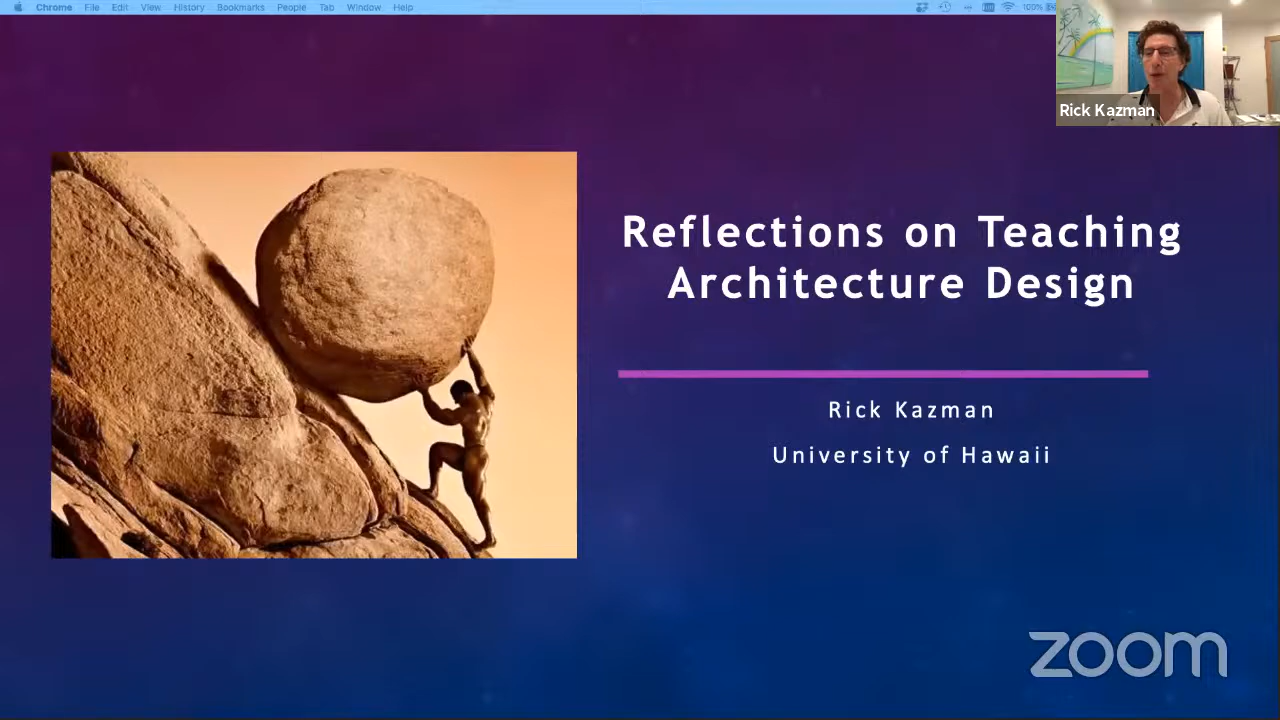 Chrome File Edit View History Bookmarks People Tab Window Help
100%
Rick Kazman
Reflections on Teaching
Architecture Design
Rick Kazman
University of Hawaii
zoom